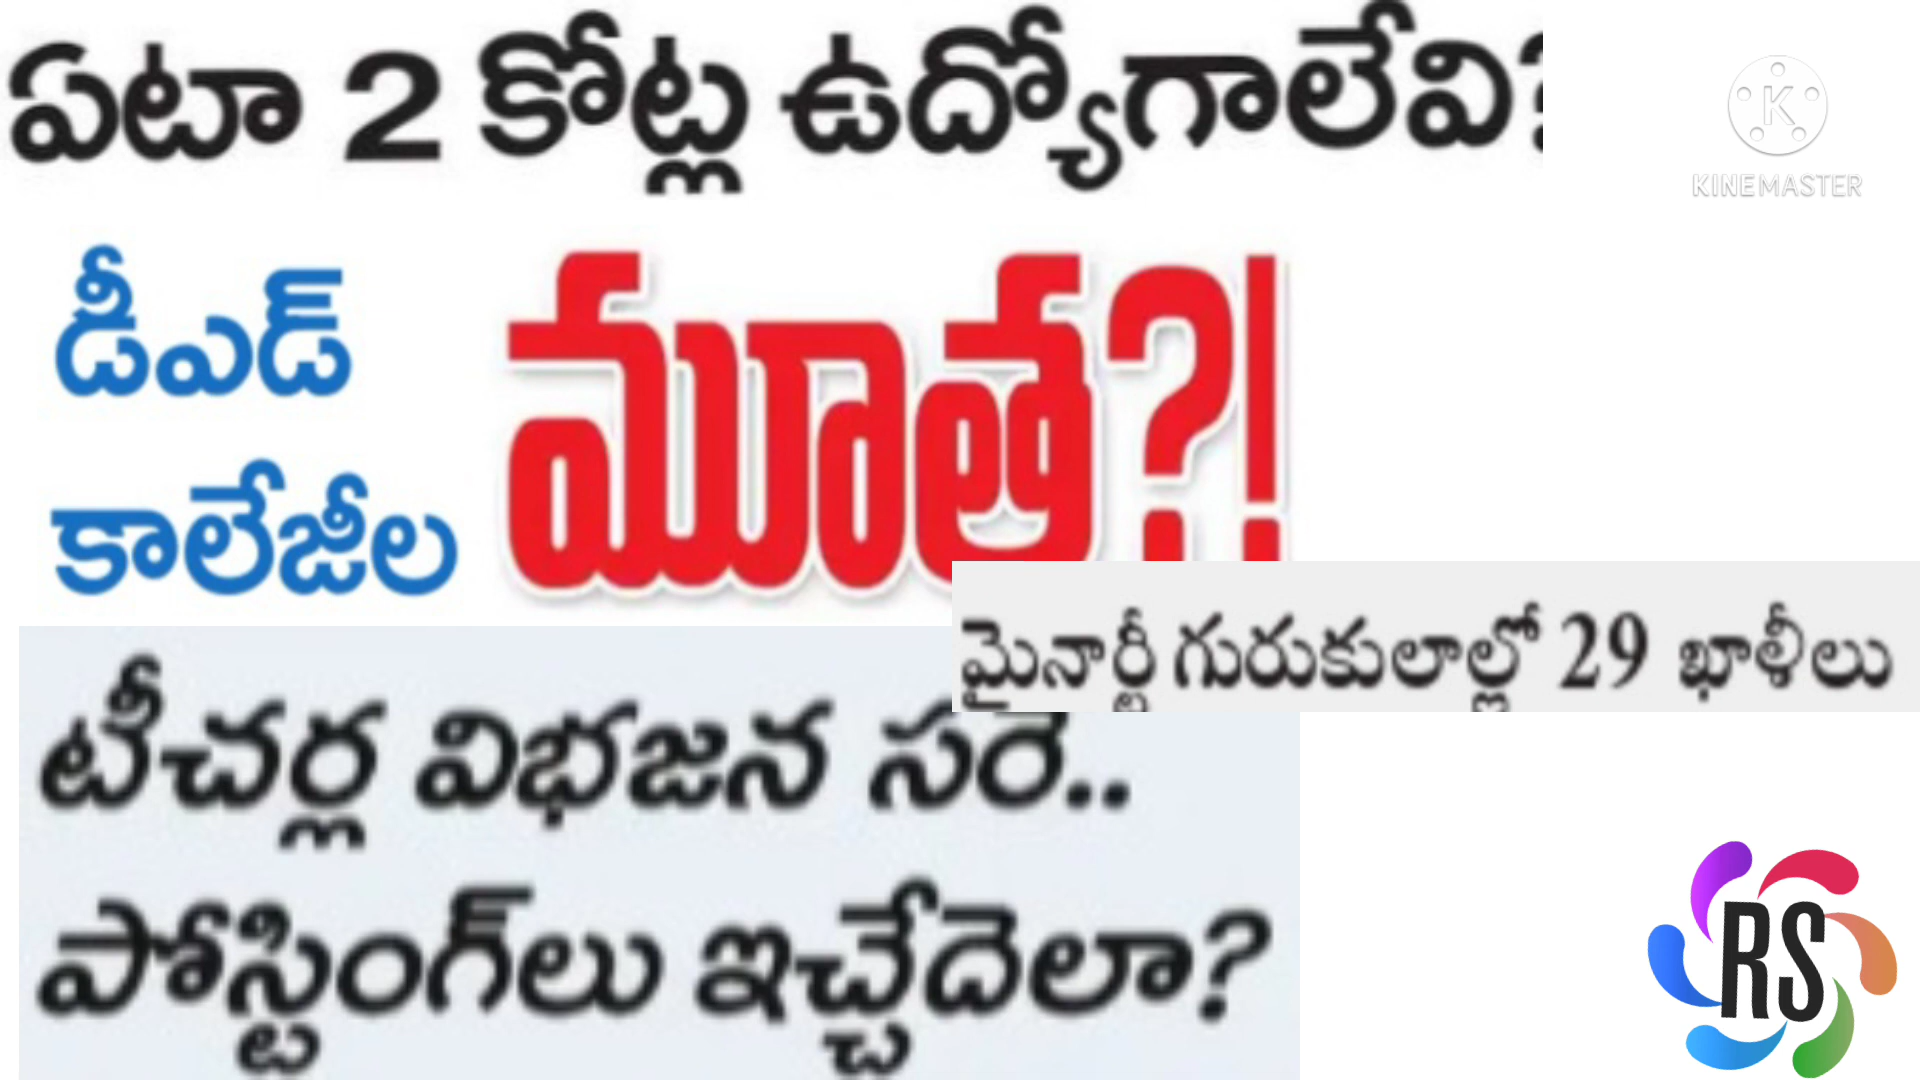 ఏటా 2 కోట్ల ఉద్యోగాలేవి?
KINEMASTER
డీఎడ్
కాలేజీల
మూత?!
మైనార్టీ గురుకులాల్లో 29 ఖాళీలు
టీచర్ల విభజన సరే..
పోస్టింగ్‌లు ఇచ్చేదెలా?
RS